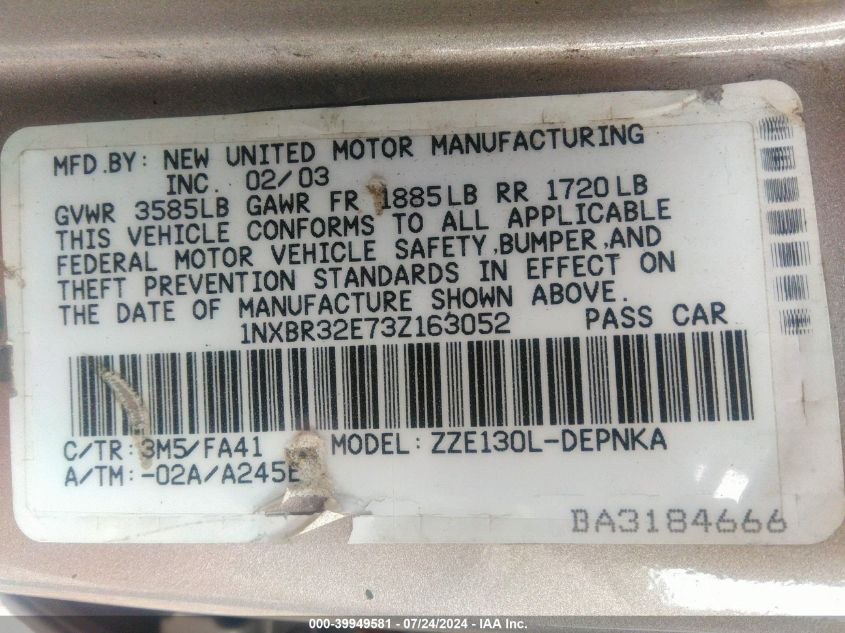 MFD.BY: NEW UNITED MOTOR MANUFACTURING
INC. 02/03
GVWR 3585LB GAWR FR 1885LB RR 1720LB
THIS VEHICLE CONFORMS TO ALL APPLICABLE
FEDERAL MOTOR VEHICLE SAFETY,BUMPER,AND
THEFT PREVENTION STANDARDS IN EFFECT ON
THE DATE OF MANUFACTURE SHOWN ABOVE.
1NXBR32E73Z163052 PASS CAR
C/TR:3M5/FA41 MODEL: ZZE130L-DEPNKA
A/TM:-02A/A245E
BA3184666
000-39949581 - 07/24/2024 - IAA Inc.